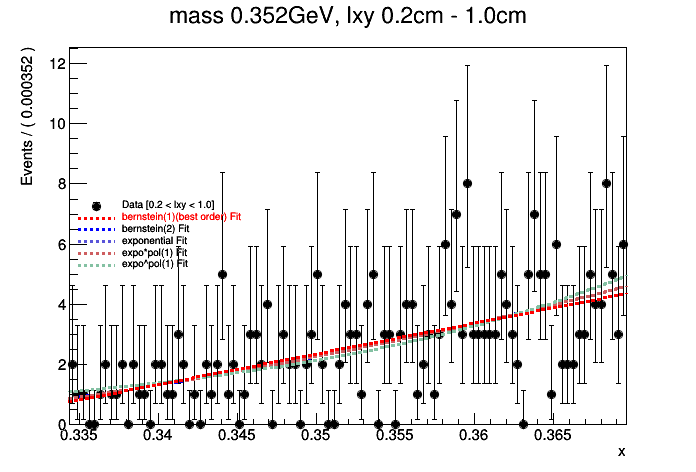 mass 0.352GeV, lxy 0.2cm - 1.0cm
Events / ( 0.000352 )
12
10
8
6
4
2
0
Data [0.2 < lxy < 1.0]
bernstein(1)(best order) Fit
bernstein(2) Fit
exponential Fit
expo*pol(1) Fit
expo^pol(1) Fit
0.335 0.34 0.345 0.35 0.355 0.36 0.365
x